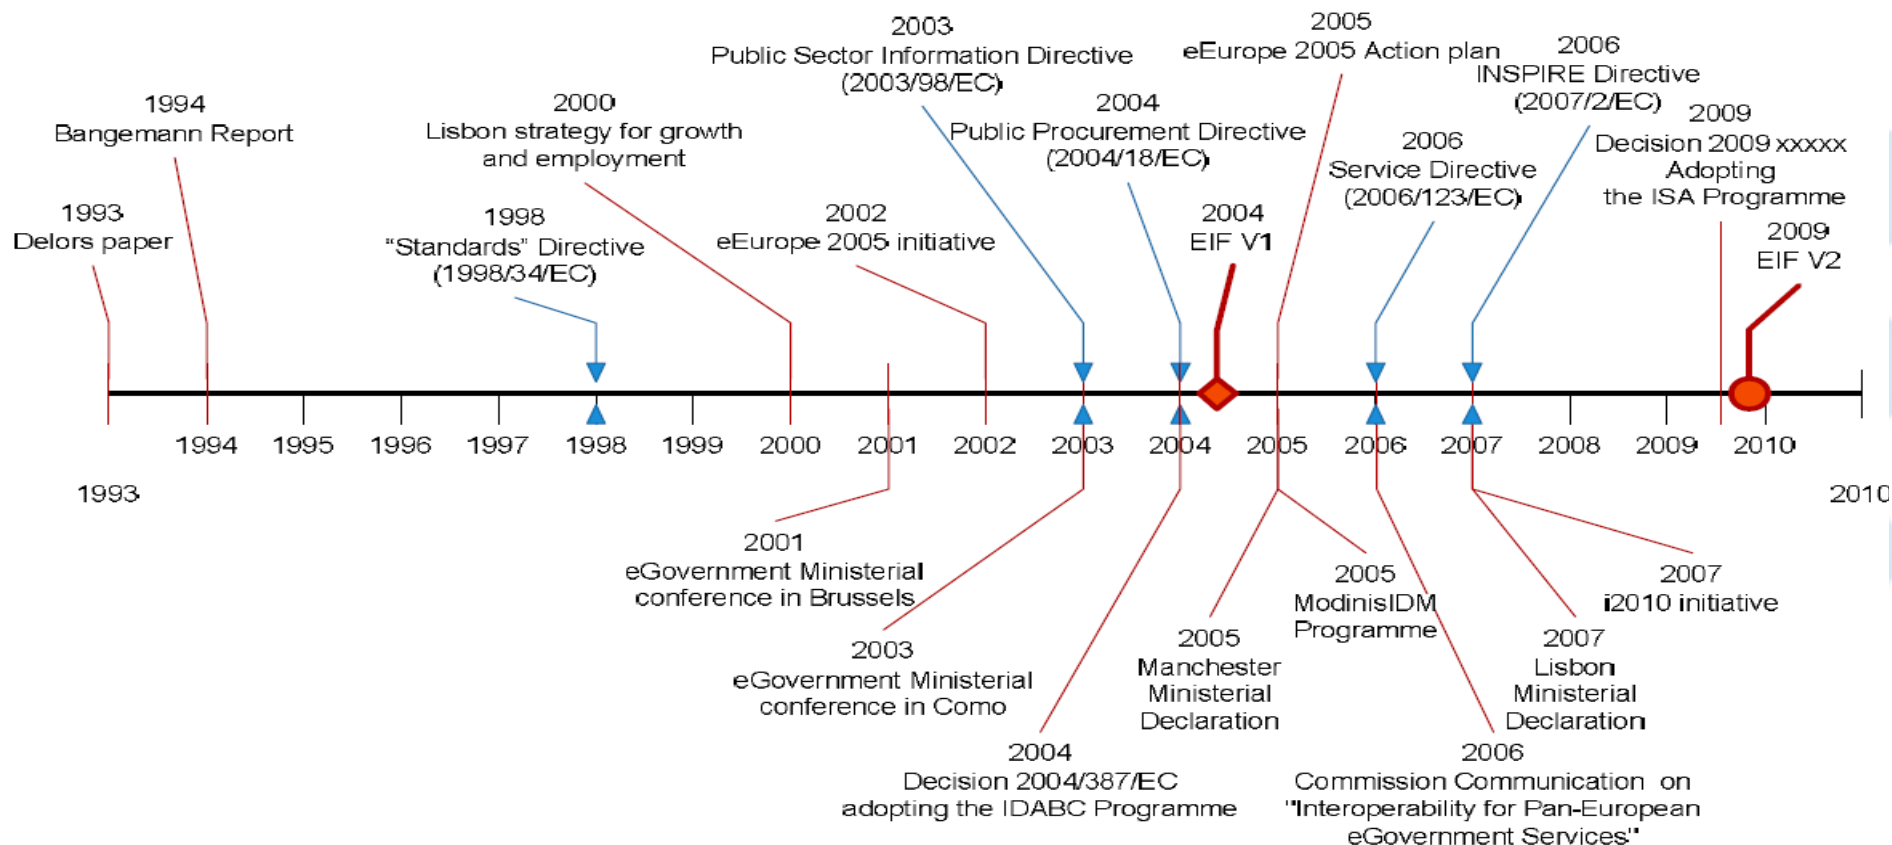 1993
Delors paper
1994
Bangemann Report
1998
“Standards” Directive
(1998/34/EC)
2000
Lisbon strategy for growth
and employment
2002
eEurope 2005 initiative
2003
Public Sector Information Directive
(2003/98/EC)
2004
Public Procurement Directive
(2004/18/EC)
2004
EIF V1
2005
eEurope 2005 Action plan
2006
Service Directive
(2006/123/EC)
2006
INSPIRE Directive
(2007/2/EC)
2009
Decision 2009 xxxxx
Adopting
the ISA Programme
2009
EIF V2
1994 1995 1996 1997 1998 1999 2000 2001 2002 2003 2004 2005 2006 2007 2008 2009 2010
1993
2010
2001
eGovernment Ministerial
conference in Brussels
2003
eGovernment Ministerial
conference in Como
2004
Decision 2004/387/EC
adopting the IDABC Programme
2005
Manchester
Ministerial
Declaration
2005
ModinisIDM
Programme
2006
Commission Communication on
"Interoperability for Pan-European
eGovernment Services"
2007
Lisbon
Ministerial
Declaration
2007
i2010 initiative